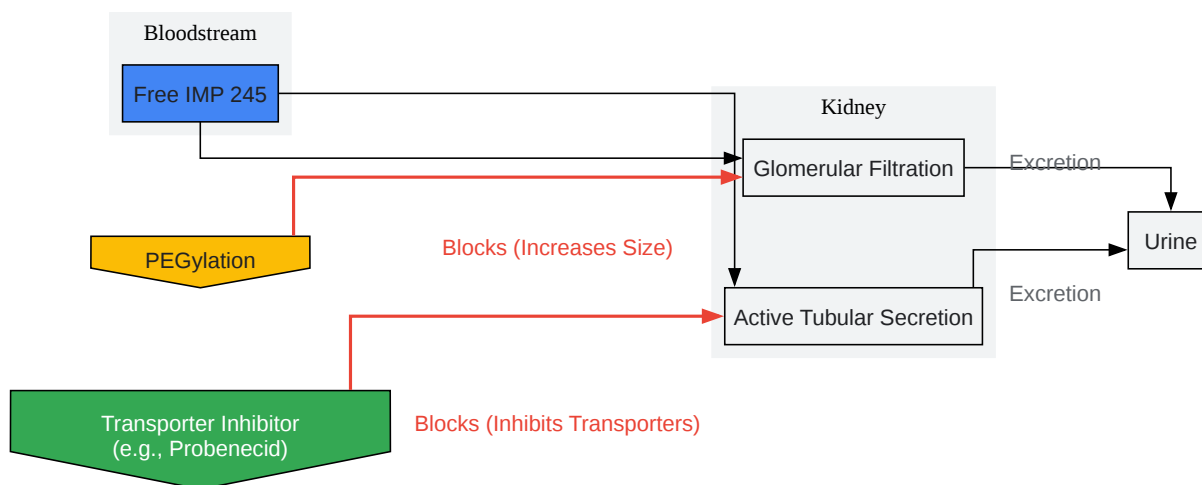 Bloodstream
Free IMP 245
Kidney
Glomerular Filtration
Excretion
Urine
Blocks (Increases Size)
PEGylation
Excretion
Active Tubular Secretion
Transporter Inhibitor
(e.g., Probenecid)
Blocks (Inhibits Transporters)